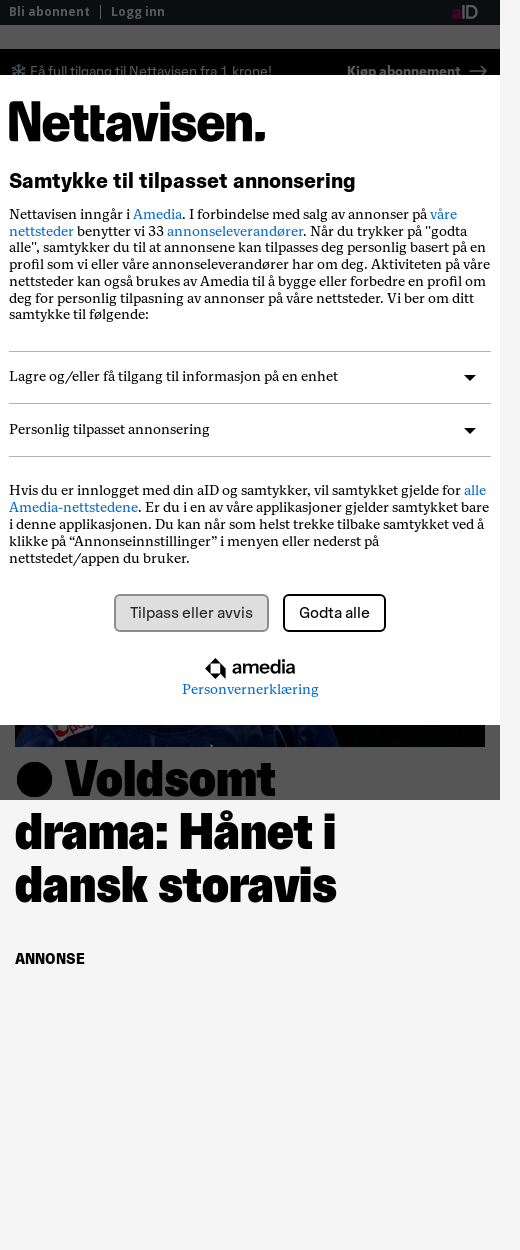 Bli abonnent | Logg inn aID
Få full tilgang til Nettavisen fra 1 krone! Kjøp abonnement →
Nettavisen.
Samtykke til tilpasset annonsering
Nettavisen inngår i Amedia. I forbindelse med salg av annonser på våre
nettsteder benytter vi 33 annonseleverandører. Når du trykker på "godta
alle", samtykker du til at annonsene kan tilpasses deg personlig basert på en
profil som vi eller våre annonseleverandører har om deg. Aktiviteten på våre
nettsteder kan også brukes av Amedia til å bygge eller forbedre en profil om
deg for personlig tilpasning av annonser på våre nettsteder. Vi ber om ditt
samtykke til følgende:
Lagre og/eller få tilgang til informasjon på en enhet
Personlig tilpasset annonsering
Hvis du er innlogget med din aID og samtykker, vil samtykket gjelde for alle
Amedia-nettstedene. Er du i en av våre applikasjoner gjelder samtykket bare
i denne applikasjonen. Du kan når som helst trekke tilbake samtykket ved å
klikke på “Annonseinnstillinger” i menyen eller nederst på
nettstedet/appen du bruker.
Tilpass eller avvis Godta alle
amedia
Personvernerklæring
● Voldsomt
drama: Hånet i
dansk storavis
ANNONSE